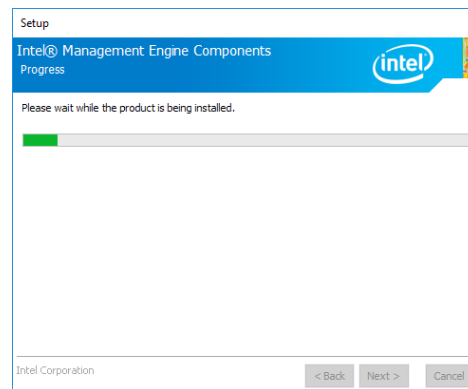 Setup
Intel® Management Engine Components
Progress
intel
Please wait while the product is being installed.
Intel Corporation
< Back
Next >
Cancel